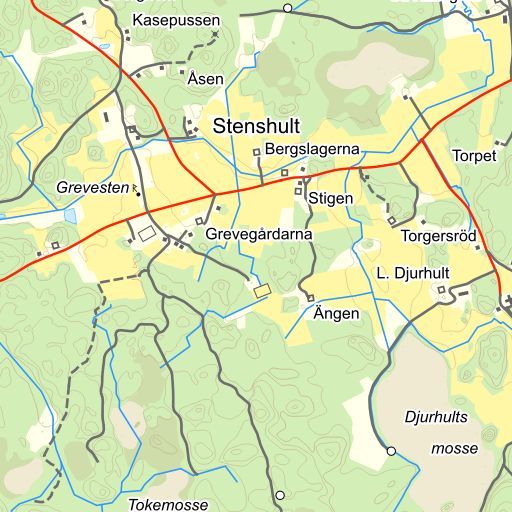 Kasepussen
Åsen
Stenshult
Bergslagerna
Torpet
Grevesten
Stigen
Grevegårdarna
Torgersröd
L. Djurhult
Ängen
Djurhults
mosse
Tokemosse